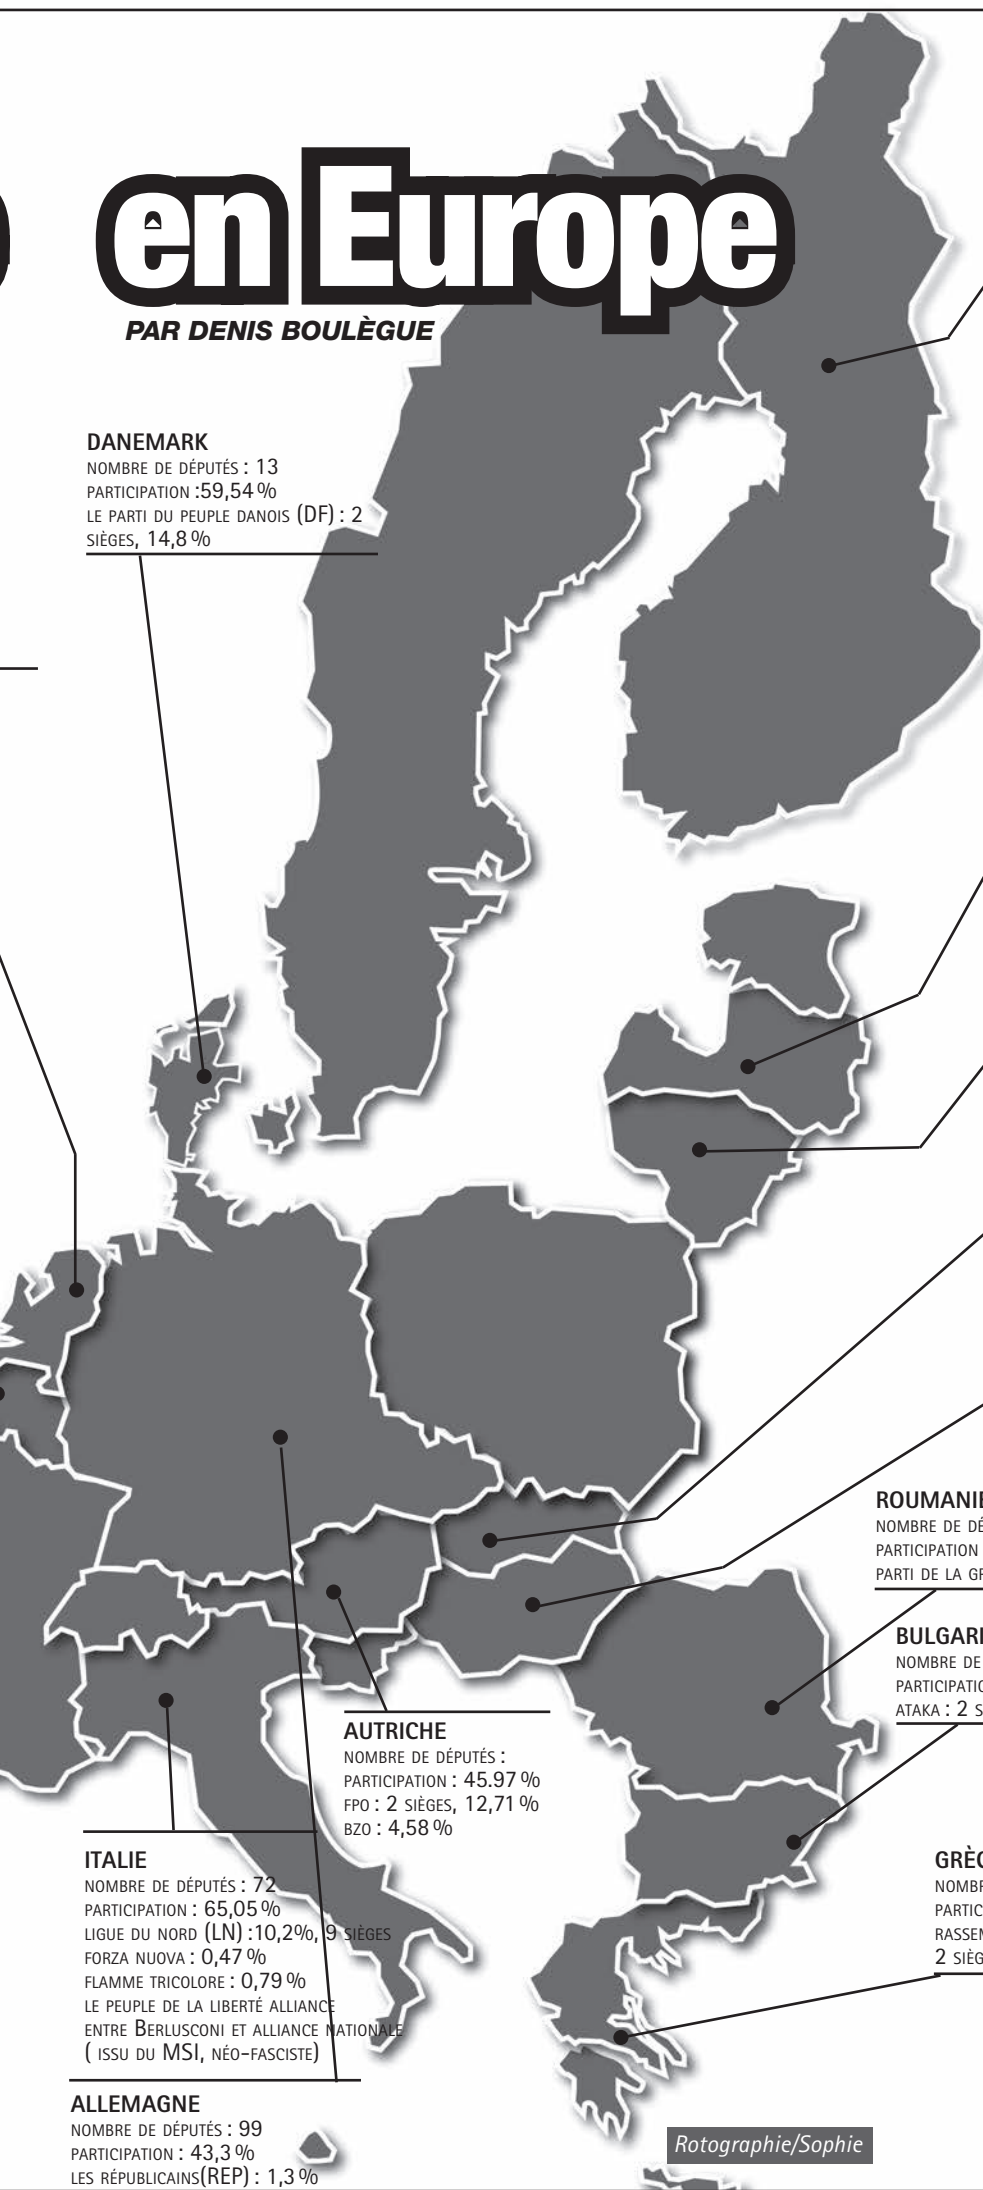 en Europe
PAR DENIS BOULÈGUE
DANEMARK
NOMBRE DE DÉPUTÉS : 13
PARTICIPATION :59,54 %
LE PARTI DU PEUPLE DANOIS (DF) : 2
SIÈGES, 14,8 %
ROUMANIE
NOMBRE DE
PARTICIPATION
PARTI DE LA
BULGARI
NOMBRE DE
PARTICIPATIO
ATAKA : 2 S
AUTRICHE
NOMBRE DE DÉPUTÉS :
PARTICIPATION : 45.97 %
FPO : 2 SIÈGES, 12,71 %
BZO : 4,58 %
ITALIE
NOMBRE DE DÉPUTÉS : 72
PARTICIPATION : 65,05 %
LIGUE DU NORD (LN) :10,2%, 9 SIÈGES
FORZA NUOVA : 0,47 %
FLAMME TRICOLORE : 0,79 %
LE PEUPLE DE LA LIBERTÉ ALLIANCE
ENTRE BERLUSCONI ET ALLIANCE NATIONALE
( ISSU DU MSI, NÉO-FASCISTE)
GRÈC
NOMBR
PARTIC
RASSEM
2 SIÈG
ALLEMAGNE
NOMBRE DE DÉPUTÉS : 99
PARTICIPATION : 43,3 %
LES RÉPUBLICAINS(REP) : 1,3 %
Rotographie/Sophie